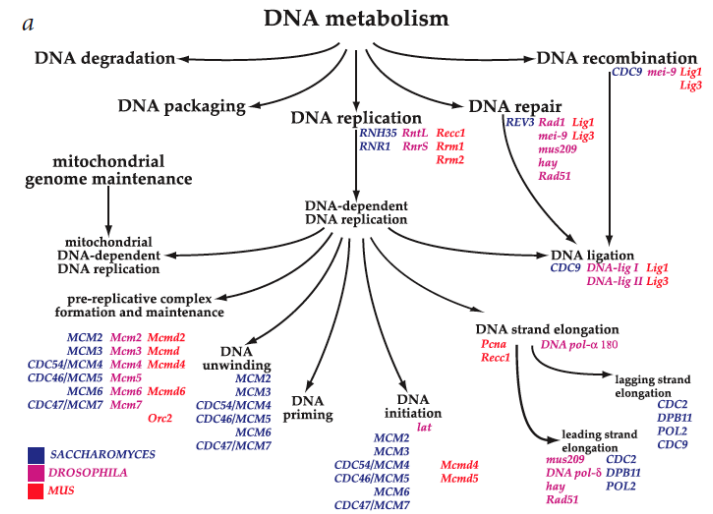 a
DNA metabolism
DNA degradation
DNA recombination
CDC9 mei-9 Lig1
Lig3
DNA packaging
DNA replication
RNH35 RntL Recc1
RNR1 RnrS Rrm1
Rrm2
DNA repair
REV3 Rad1 Lig1
mei-9 Lig3
mus209
hay
Rad51
mitochondrial
genome maintenance
DNA-dependent
DNA replication
mitochondrial
DNA-dependent
DNA replication
DNA ligation
CDC9 DNA-lig I Lig1
DNA-lig II Lig3
pre-replicative complex
formation and maintenance
MCM2 Mcm2 Mcmd2
MCM3 Mcm3 Mcmd
CDC54/MCM4 Mcm4 Mcmd4
CDC46/MCM5 Mcm5
MCM6 Mcm6 Mcmd6
CDC47/MCM7 Mcm7
Orc2
DNA
unwinding
MCM2
MCM3
CDC54/MCM4
CDC46/MCM5
MCM6
CDC47/MCM7
DNA
priming
DNA
initiation
lat
MCM2
MCM3
CDC54/MCM4 Mcmd4
CDC46/MCM5 Mcmd5
MCM6
CDC47/MCM7
DNA strand elongation
Pcna DNA pol-α 180
Recc1
lagging strand
elongation
CDC2
DPB11
POL2
CDC9
leading strand
elongation
mus209 CDC2
DNA pol-δ DPB11
hay POL2
Rad51
SACCHAROMYCES
DROSOPHILA
MUS